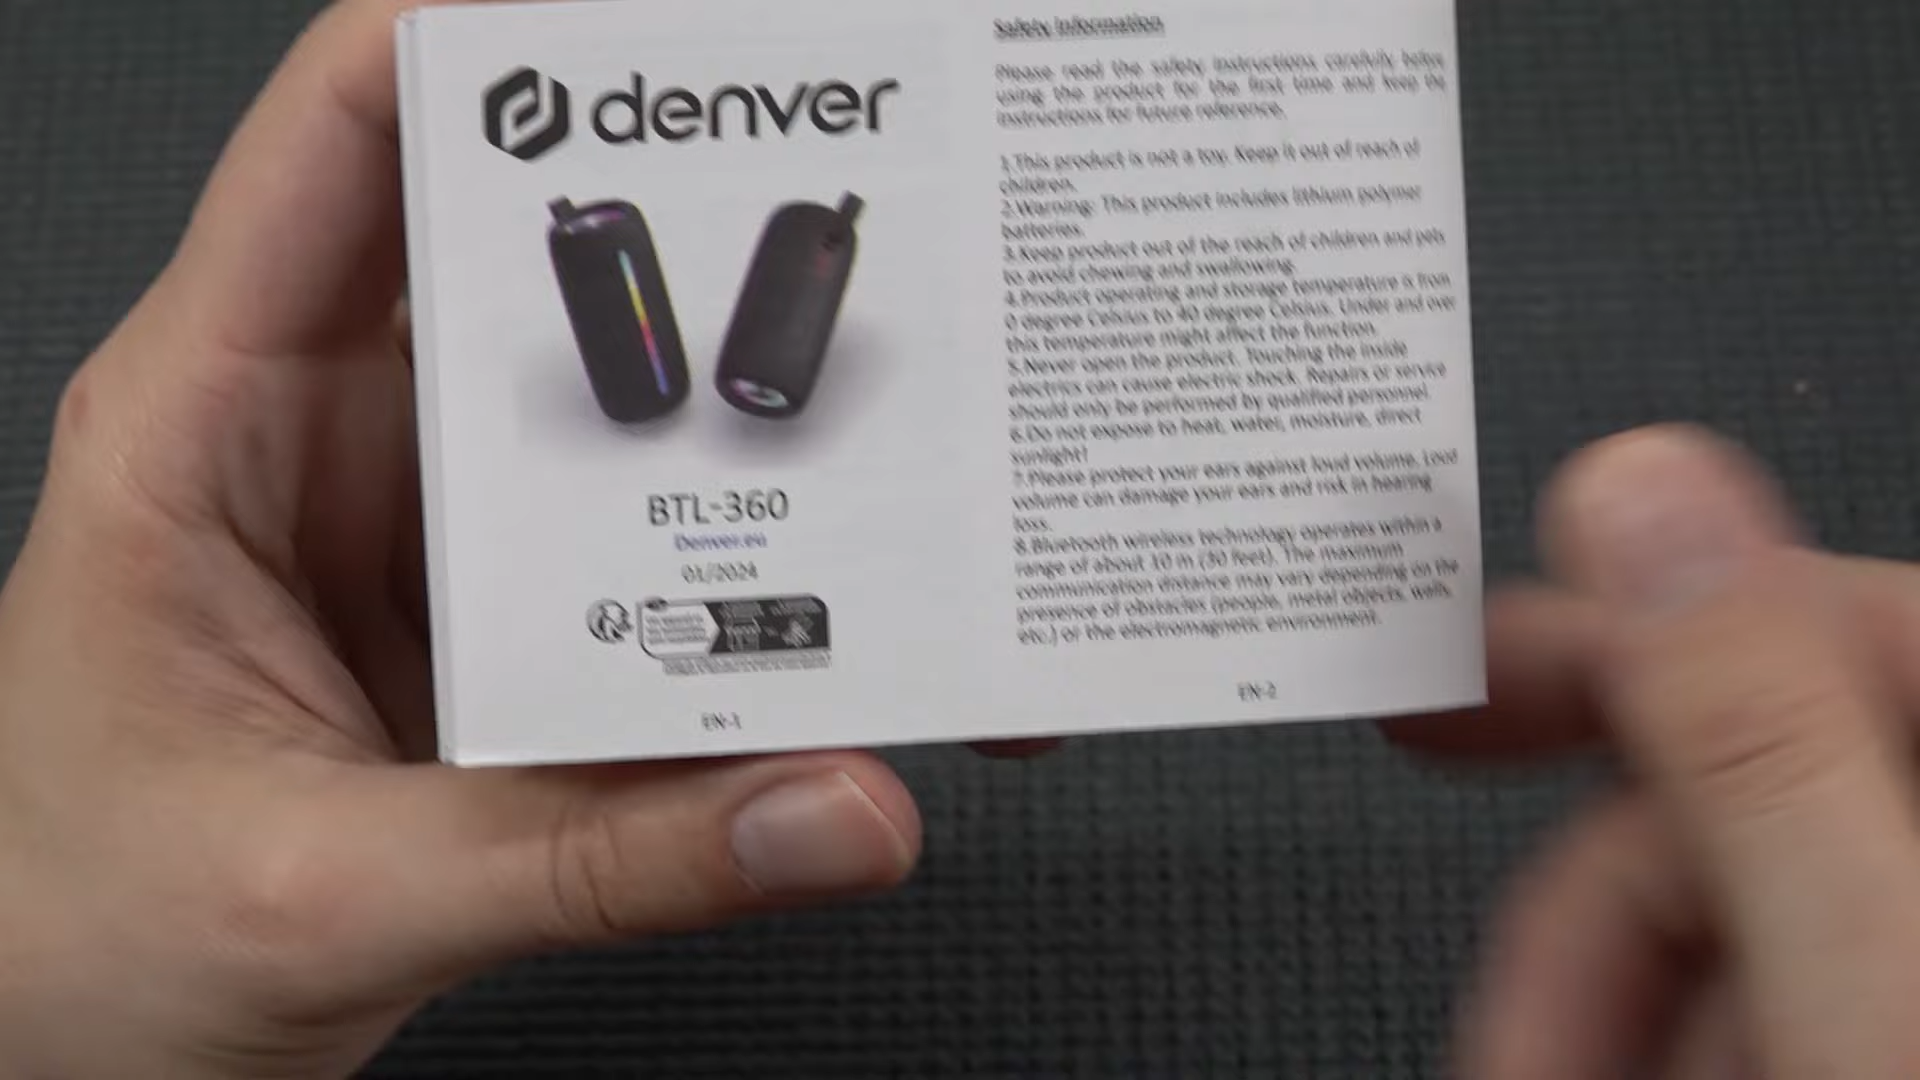 denver
BTL-360
Denver.eu
01/2024
EN-1
Safety information
Please read the safety instructions carefully before
using the product for the first time and keep the
instructions for future reference.
1.This product is not a toy. Keep it out of reach of
children.
2.Warning: This product includes lithium polymer
batteries.
3.Keep product out of the reach of children and pets
to avoid chewing and swallowing.
4.Product operating and storage temperature is from
0 degree Celsius to 40 degree Celsius. Under and over
this temperature might affect the function.
5.Never open the product. Touching the inside
electrics can cause electric shock. Repairs or service
should only be performed by qualified personnel.
6.Do not expose to heat, water, moisture, direct
sunlight!
7.Please protect your ears against loud volume. Loud
volume can damage your ears and risk in hearing
loss.
8.Bluetooth wireless technology operates within a
range of about 10 m (30 feet). The maximum
communication distance may vary depending on the
presence of obstacles (people, metal objects, walls,
etc.) or the electromagnetic environment.
EN-2